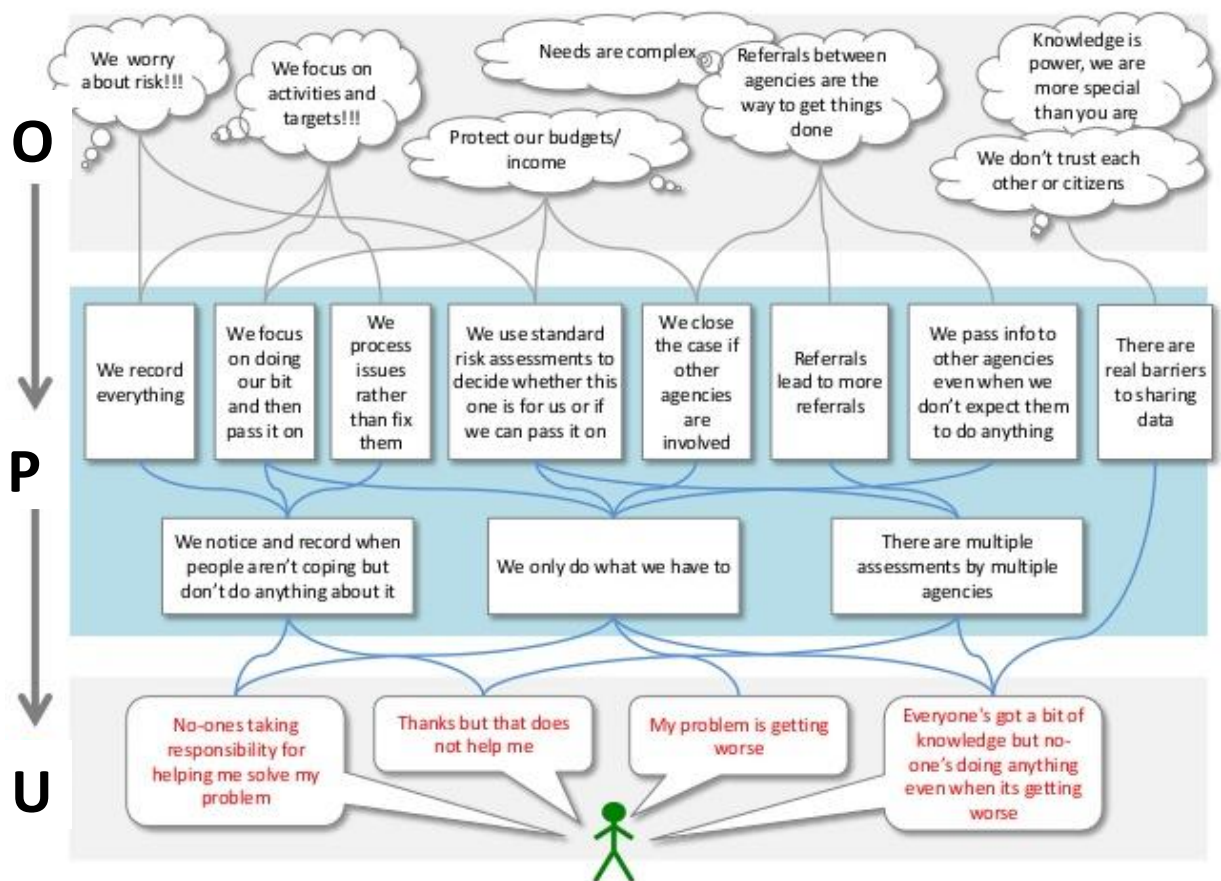 We worry
about risk!!!
We focus on
activities and
targets!!!
Needs are complex
Protect our budgets/
income
Referrals between
agencies are the
way to get things
done
Knowledge is
power, we are
more special
than you are
We don't trust each
other or citizens
O
We record
everything
We focus
on doing
our bit
and then
pass it on
We
process
issues
rather
than fix
them
We use standard
risk assessments to
decide whether this
one is for us or if
we can pass it on
We close
the case if
other
agencies
are
involved
Referrals
lead to more
referrals
We pass info to
other agencies
even when we
don't expect them
to do anything
There are
real barriers
to sharing
data
P
We notice and record when
people aren't coping but
don't do anything about it
We only do what we have to
There are multiple
assessments by multiple
agencies
U
No-ones taking
responsibility for
helping me solve my
problem
Thanks but that does
not help me
My problem is getting
worse
Everyone's got a bit of
knowledge but no-
one's doing anything
even when its getting
worse